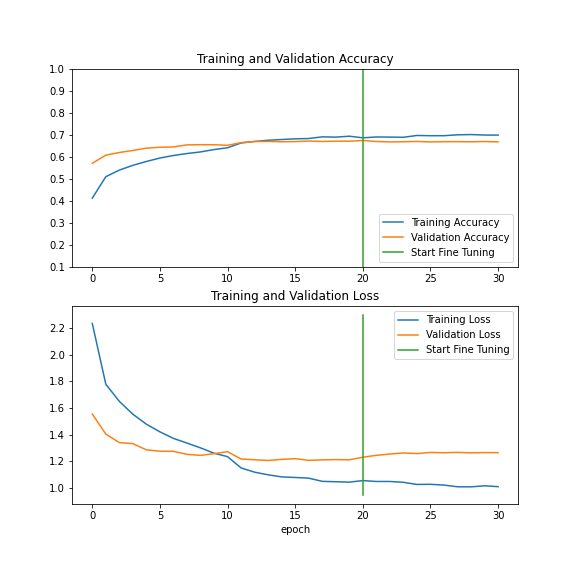 Training and Validation Accuracy
1.0
0.9
0.8
0.7
0.6
0.5
0.4
0.3
0.2
0.1
Training Accuracy
Validation Accuracy
Start Fine Tuning
0 5 10 15 20 25 30
Training and Validation Loss
2.2
2.0
1.8
1.6
1.4
1.2
1.0
Training Loss
Validation Loss
Start Fine Tuning
0 5 10 15 20 25 30
epoch